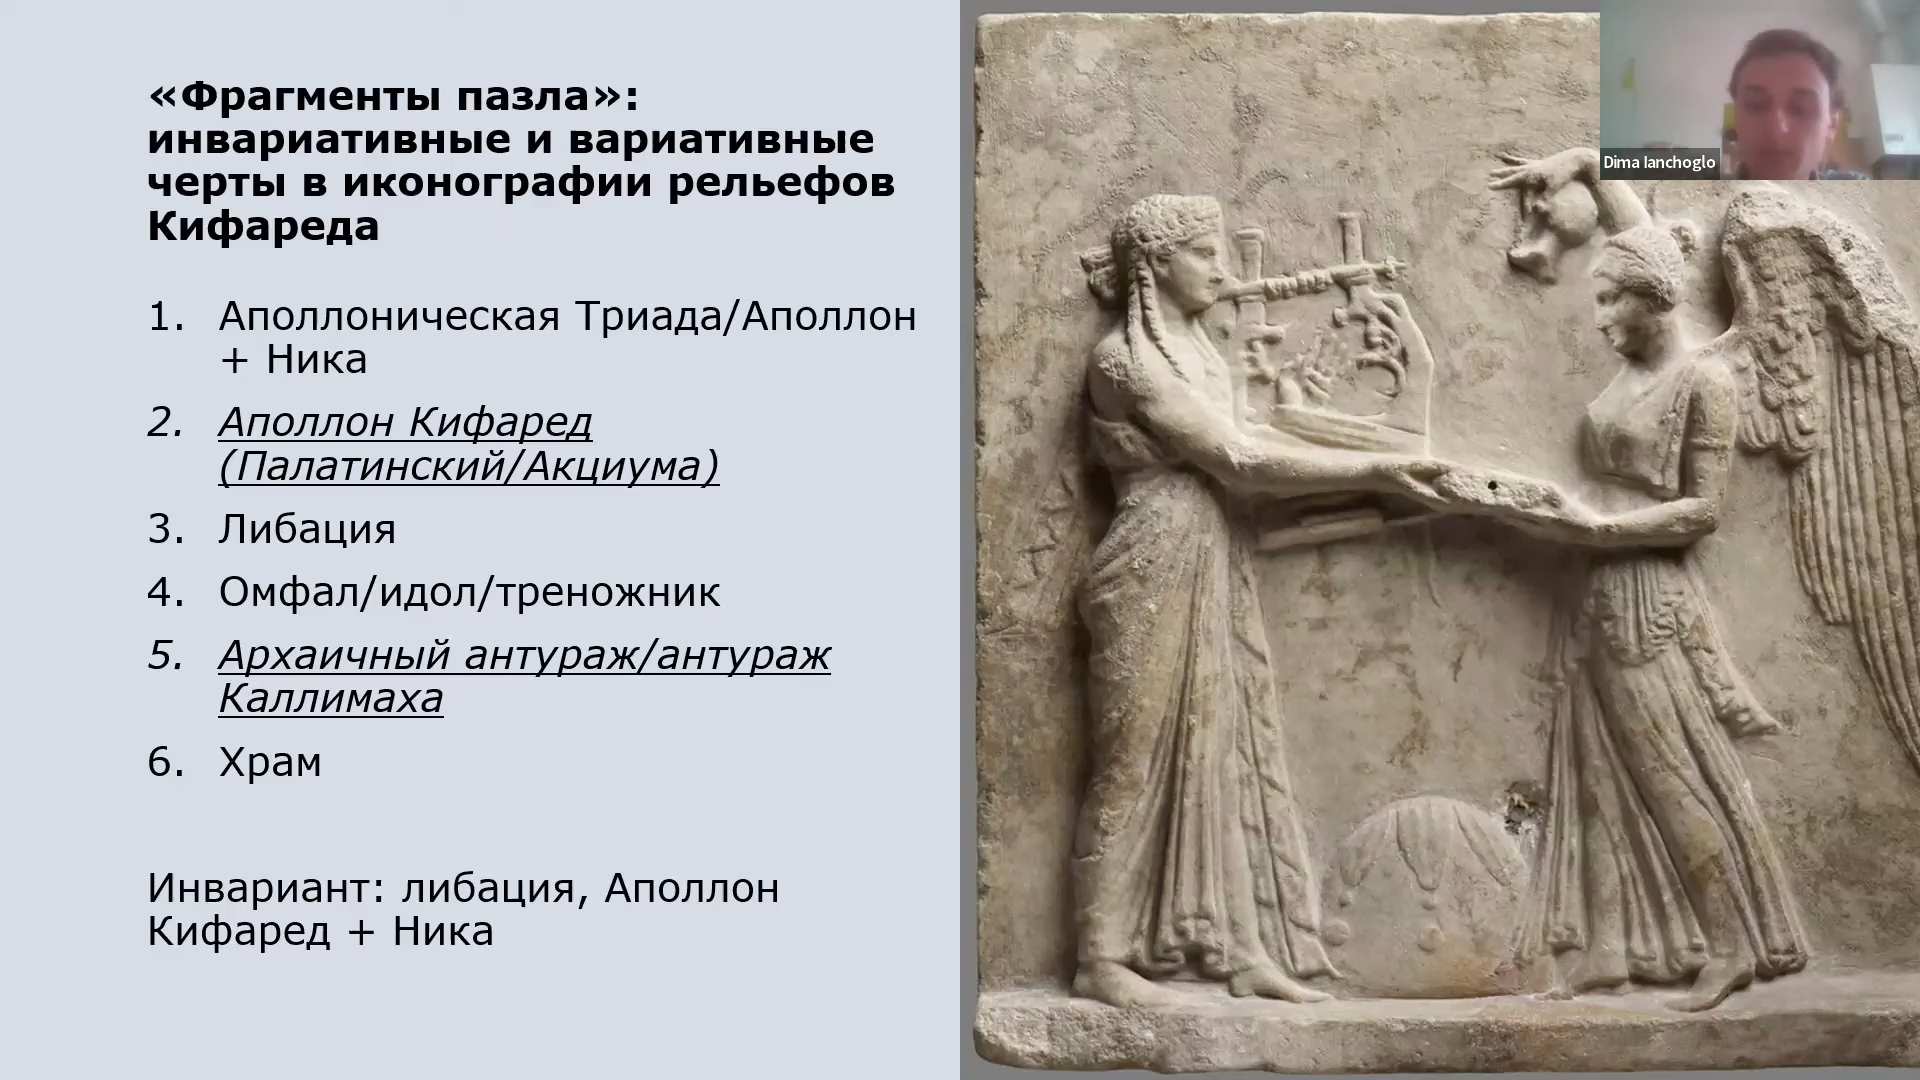 «Фрагменты пазла»:
инвариативные и вариативные
черты в иконографии рельефов
Кифареда
1. Аполлоническая Триада/Аполлон
+ Ника
2. Аполлон Кифаред
(Палатинский/Акциума)
3. Либация
4. Омфал/идол/треножник
5. Архаичный антураж/антураж
Каллимаха
6. Храм
Инвариант: либация, Аполлон
Кифаред + Ника
Dima Ianchoglo